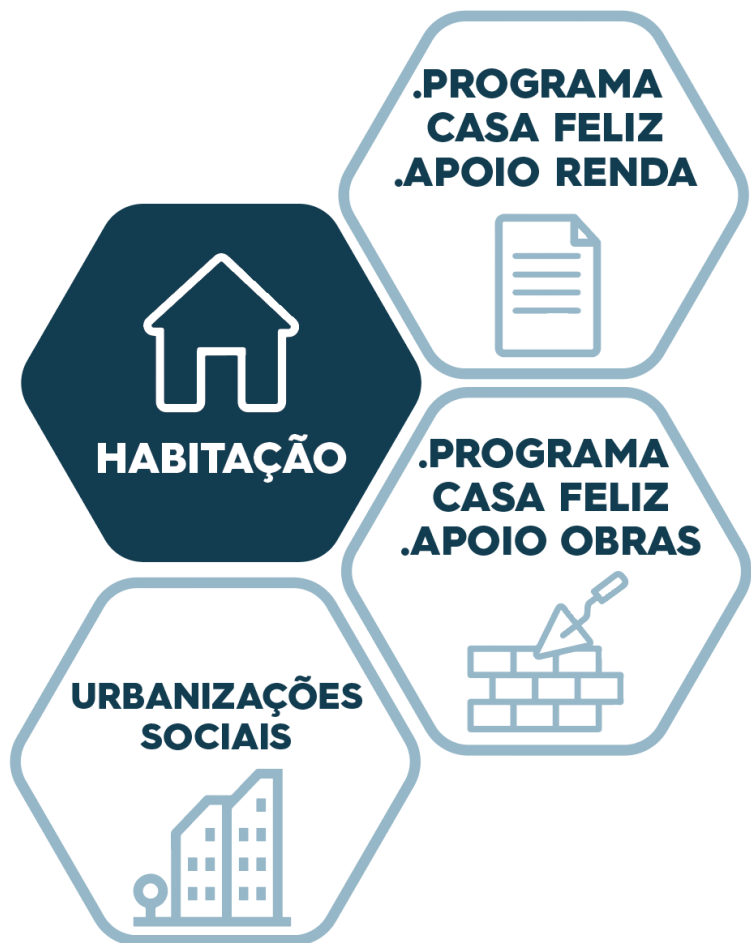 .PROGRAMA
CASA FELIZ
.APOIO RENDA
HABITAÇÃO
.PROGRAMA
CASA FELIZ
.APOIO OBRAS
URBANIZAÇÕES
SOCIAIS